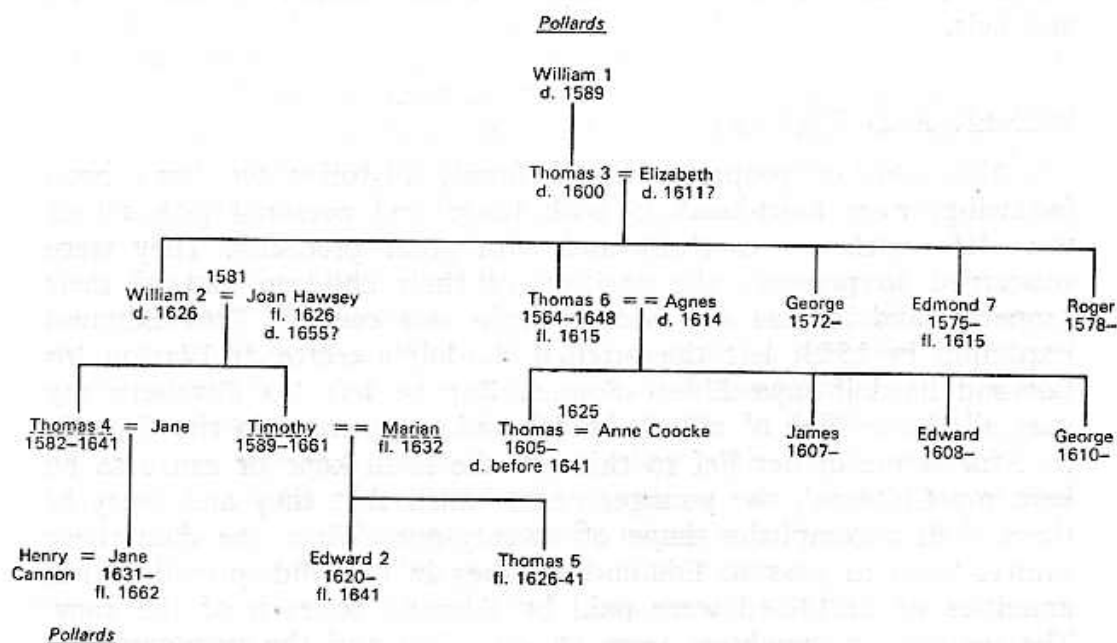 Pollards
William 1
d. 1589
Thomas 3 = Elizabeth
d. 1600 d. 1611?
1581
William 2 = Joan Hawsey
d. 1626 fl. 1626
d. 1655?
Thomas 6 = = Agnes
1564–1648 d. 1614
fl. 1615
George
1572–
Edmond 7
1575–
fl. 1615
Roger
1578–
Thomas 4 = Jane
1582–1641
Timothy = = Marian
1589–1661 fl. 1632
1625
Thomas = Anne Coocke
1605–
d. before 1641
James
1607–
Edward
1608–
George
1610–
Henry = Jane
Cannon 1631–
fl. 1662
Edward 2
1620–
fl. 1641
Thomas 5
fl. 1626-41
Pollards